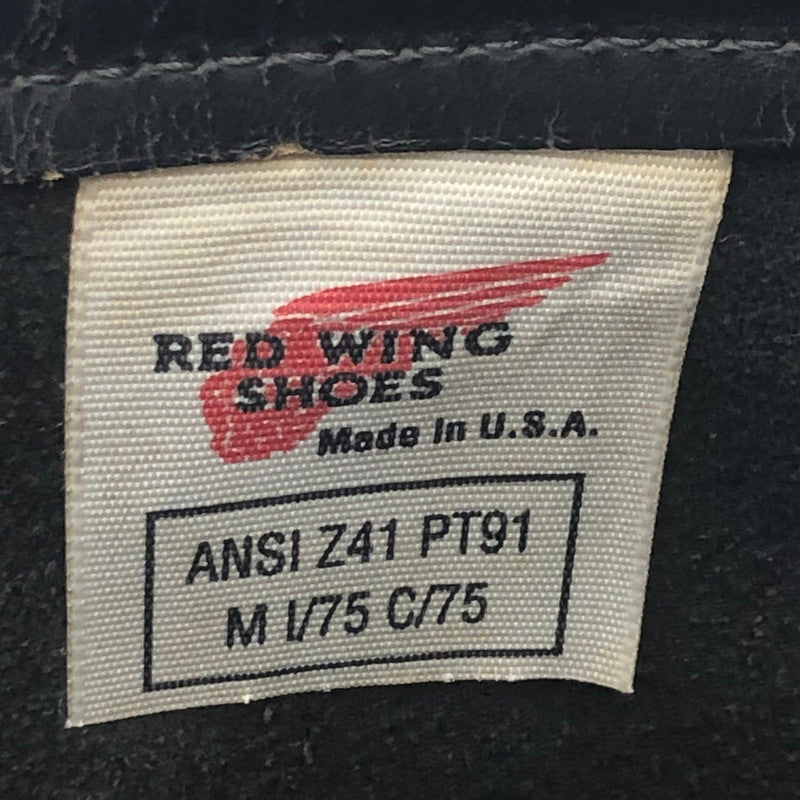 RED WING
SHOES
Made In U.S.A.
ANSI Z41 PT91
M I/75 C/75